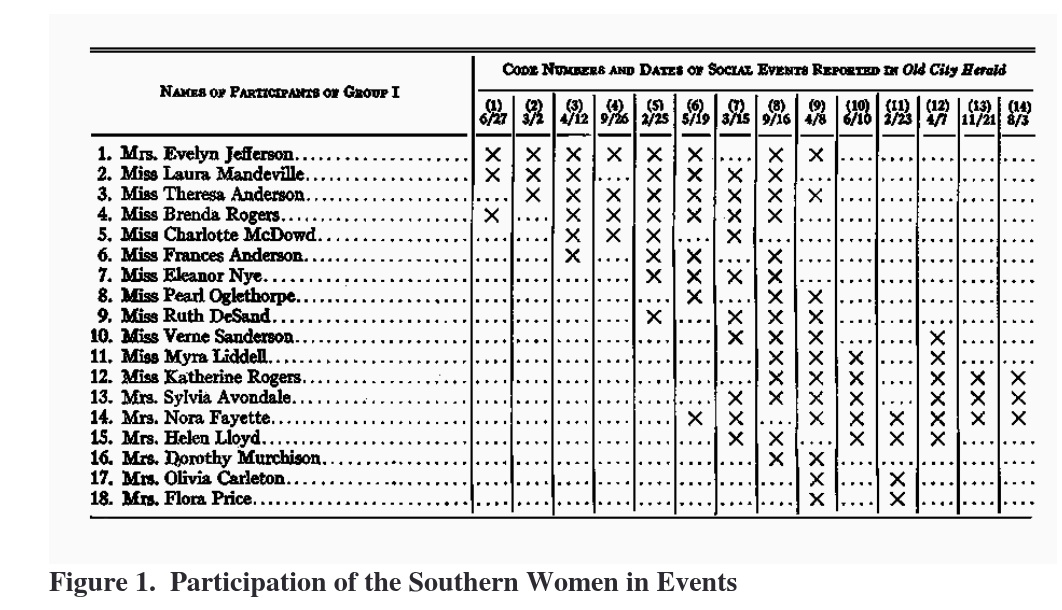 NAMES OF PARTICIPANTS OF GROUP I
CODE NUMBERS AND DATES OF SOCIAL EVENTS REPORTED IN Old City Herald
(1) (2) (3) (4) (5) (6) (7) (8) (9) (10) (11) (12) (13) (14)
6/27 3/2 4/12 9/26 2/25 5/19 3/15 9/16 4/8 6/10 2/23 4/7 11/21 8/3
1. Mrs. Evelyn Jefferson X X X X X X X X
2. Miss Laura Mandeville X X X X X X X
3. Miss Theresa Anderson X X X X X X X X
4. Miss Brenda Rogers X X X X X X X
5. Miss Charlotte McDowd X X X X
6. Miss Frances Anderson X X X X
7. Miss Eleanor Nye X X X X
8. Miss Pearl Oglethorpe X X X
9. Miss Ruth DeSand X X X X
10. Miss Verne Sanderson X X X X
11. Miss Myra Liddell X X X X
12. Miss Katherine Rogers X X X X X X
13. Mrs. Sylvia Avondale X X X X X X X
14. Mrs. Nora Fayette X X X X X X X X
15. Mrs. Helen Lloyd X X X X X
16. Mrs. Dorothy Murchison X X
17. Mrs. Olivia Carleton X X
18. Mrs. Flora Price X X
Figure 1. Participation of the Southern Women in Events